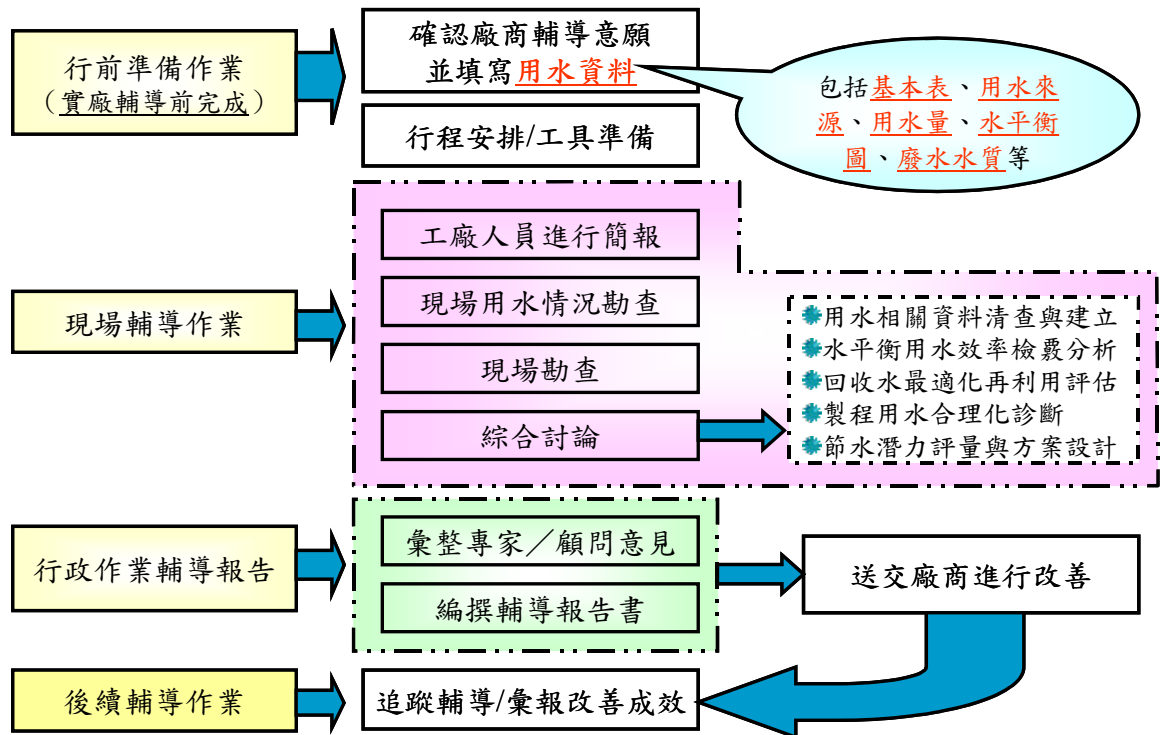 行前準備作業
（實廠輔導前完成）
確認廠商輔導意願
並填寫用水資料
行程安排/工具準備
包括基本表、用水來
源、用水量、水平衡
圖、廢水水質等
現場輔導作業
工廠人員進行簡報
現場用水情況勘查
現場勘查
綜合討論
用水相關資料清查與建立
水平衡用水效率檢覈分析
回收水最適化再利用評估
製程用水合理化診斷
節水潛力評量與方案設計
行政作業輔導報告
彙整專家／顧問意見
編撰輔導報告書
送交廠商進行改善
後續輔導作業
追蹤輔導/彙報改善成效